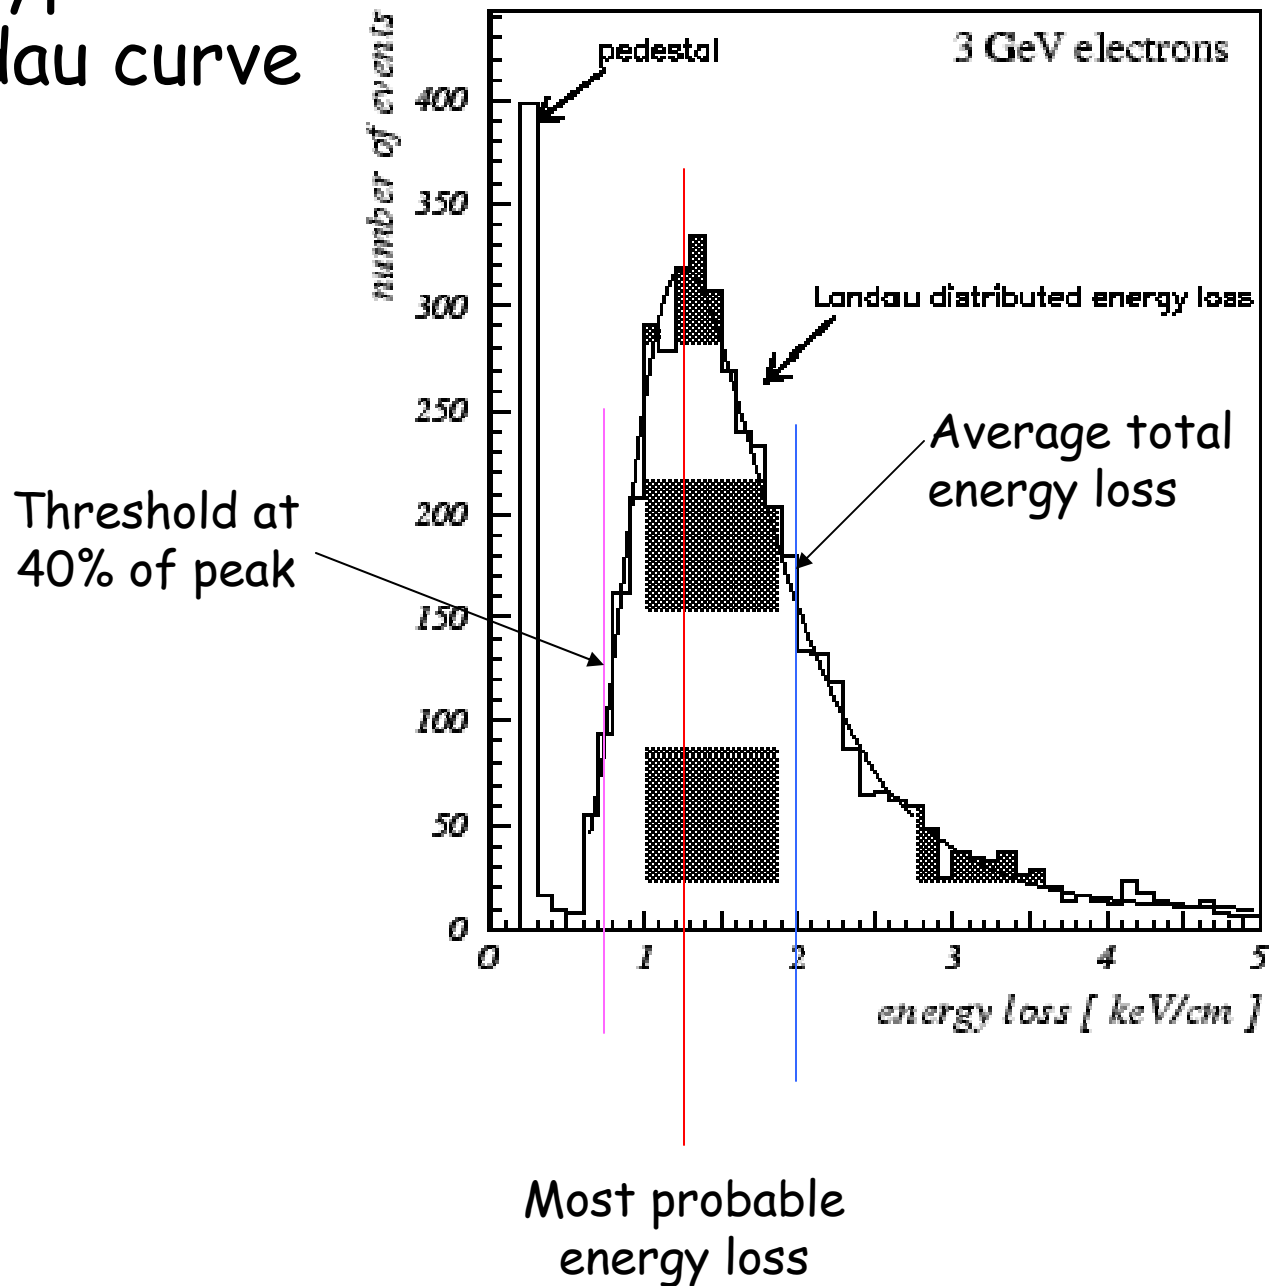 dau curve
number of events
pedestal
3 GeV electrons
400
350
300
250
200
150
100
50
0
Landau distributed energy loss
Average total
energy loss
Threshold at
40% of peak
0 1 2 3 4 5
energy loss [ keV/cm ]
Most probable
energy loss